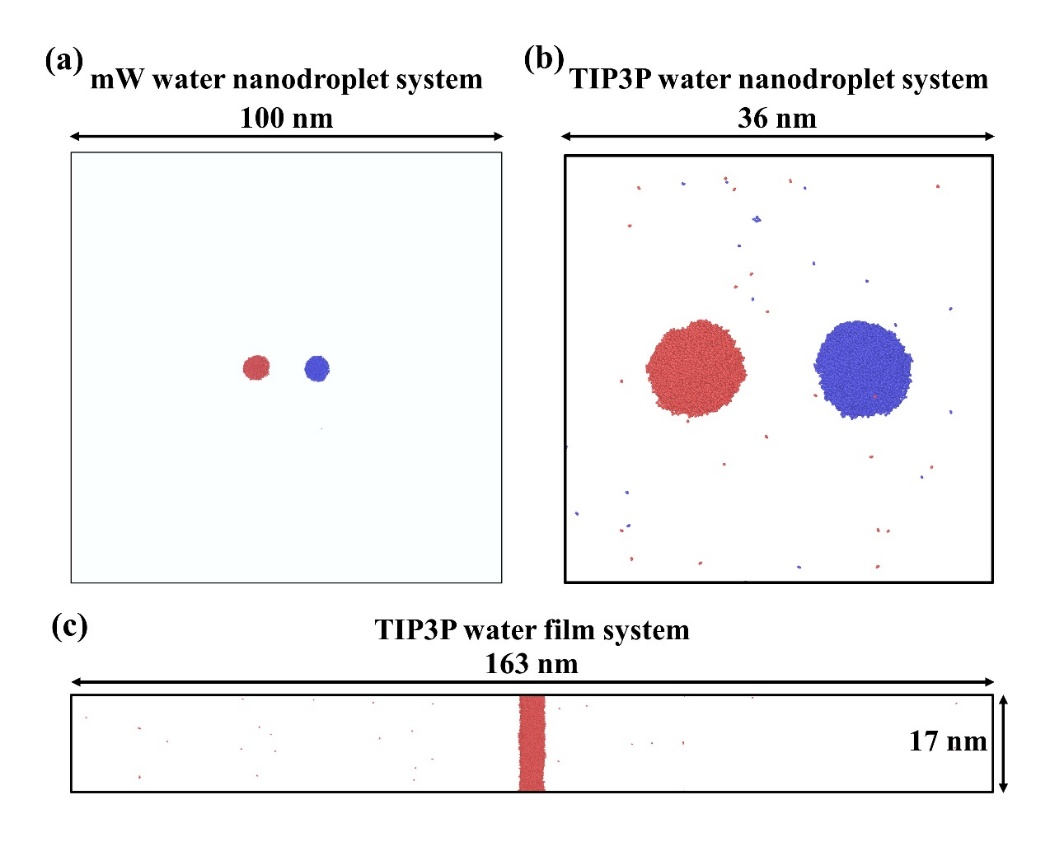 (a)
mW water nanodroplet system
100 nm
(b)
TIP3P water nanodroplet system
36 nm
(c)
TIP3P water film system
163 nm
17 nm